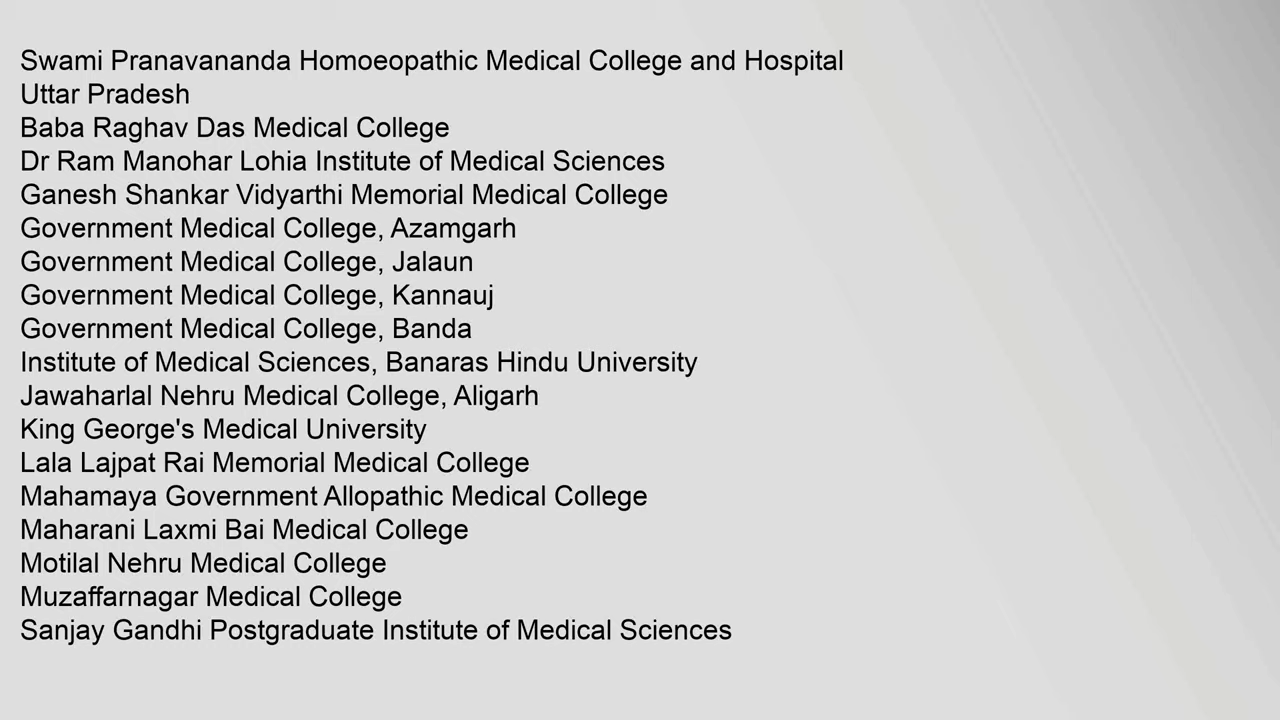 Swami Pranavananda Homoeopathic Medical College and Hospital
Uttar Pradesh
Baba Raghav Das Medical College
Dr Ram Manohar Lohia Institute of Medical Sciences
Ganesh Shankar Vidyarthi Memorial Medical College
Government Medical College, Azamgarh
Government Medical College, Jalaun
Government Medical College, Kannauj
Government Medical College, Banda
Institute of Medical Sciences, Banaras Hindu University
Jawaharlal Nehru Medical College, Aligarh
King George's Medical University
Lala Lajpat Rai Memorial Medical College
Mahamaya Government Allopathic Medical College
Maharani Laxmi Bai Medical College
Motilal Nehru Medical College
Muzaffarnagar Medical College
Sanjay Gandhi Postgraduate Institute of Medical Sciences